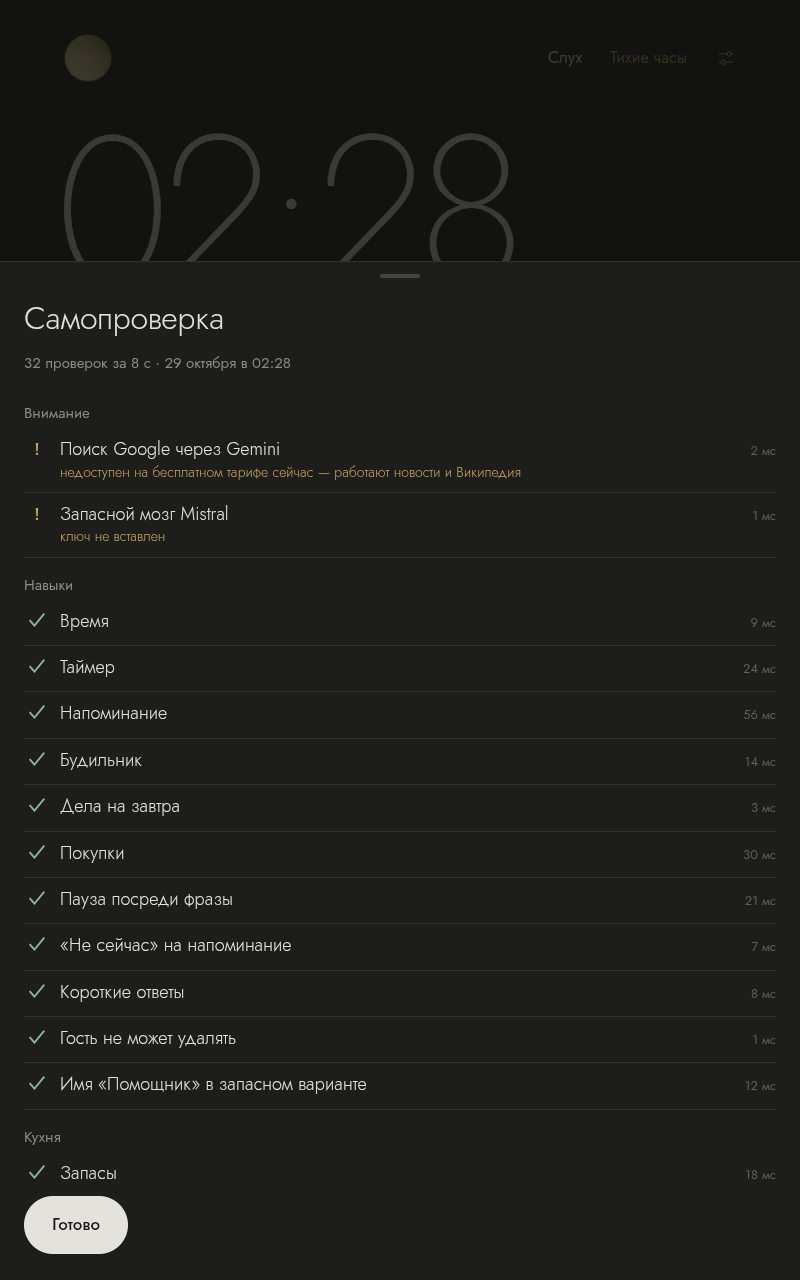 Слух Тихие часы
02:28
Самопроверка
32 проверок за 8 с · 29 октября в 02:28
Внимание
! Поиск Google через Gemini 2 мс
недоступен на бесплатном тарифе сейчас — работают новости и Википедия
! Запасной мозг Mistral 1 мс
ключ не вставлен
Навыки
Время 9 мс
Таймер 24 мс
Напоминание 56 мс
Будильник 14 мс
Дела на завтра 3 мс
Покупки 30 мс
Пауза посреди фразы 21 мс
«Не сейчас» на напоминание 7 мс
Короткие ответы 8 мс
Гость не может удалять 1 мс
Имя «Помощник» в запасном варианте 12 мс
Кухня
Запасы 18 мс
Готово